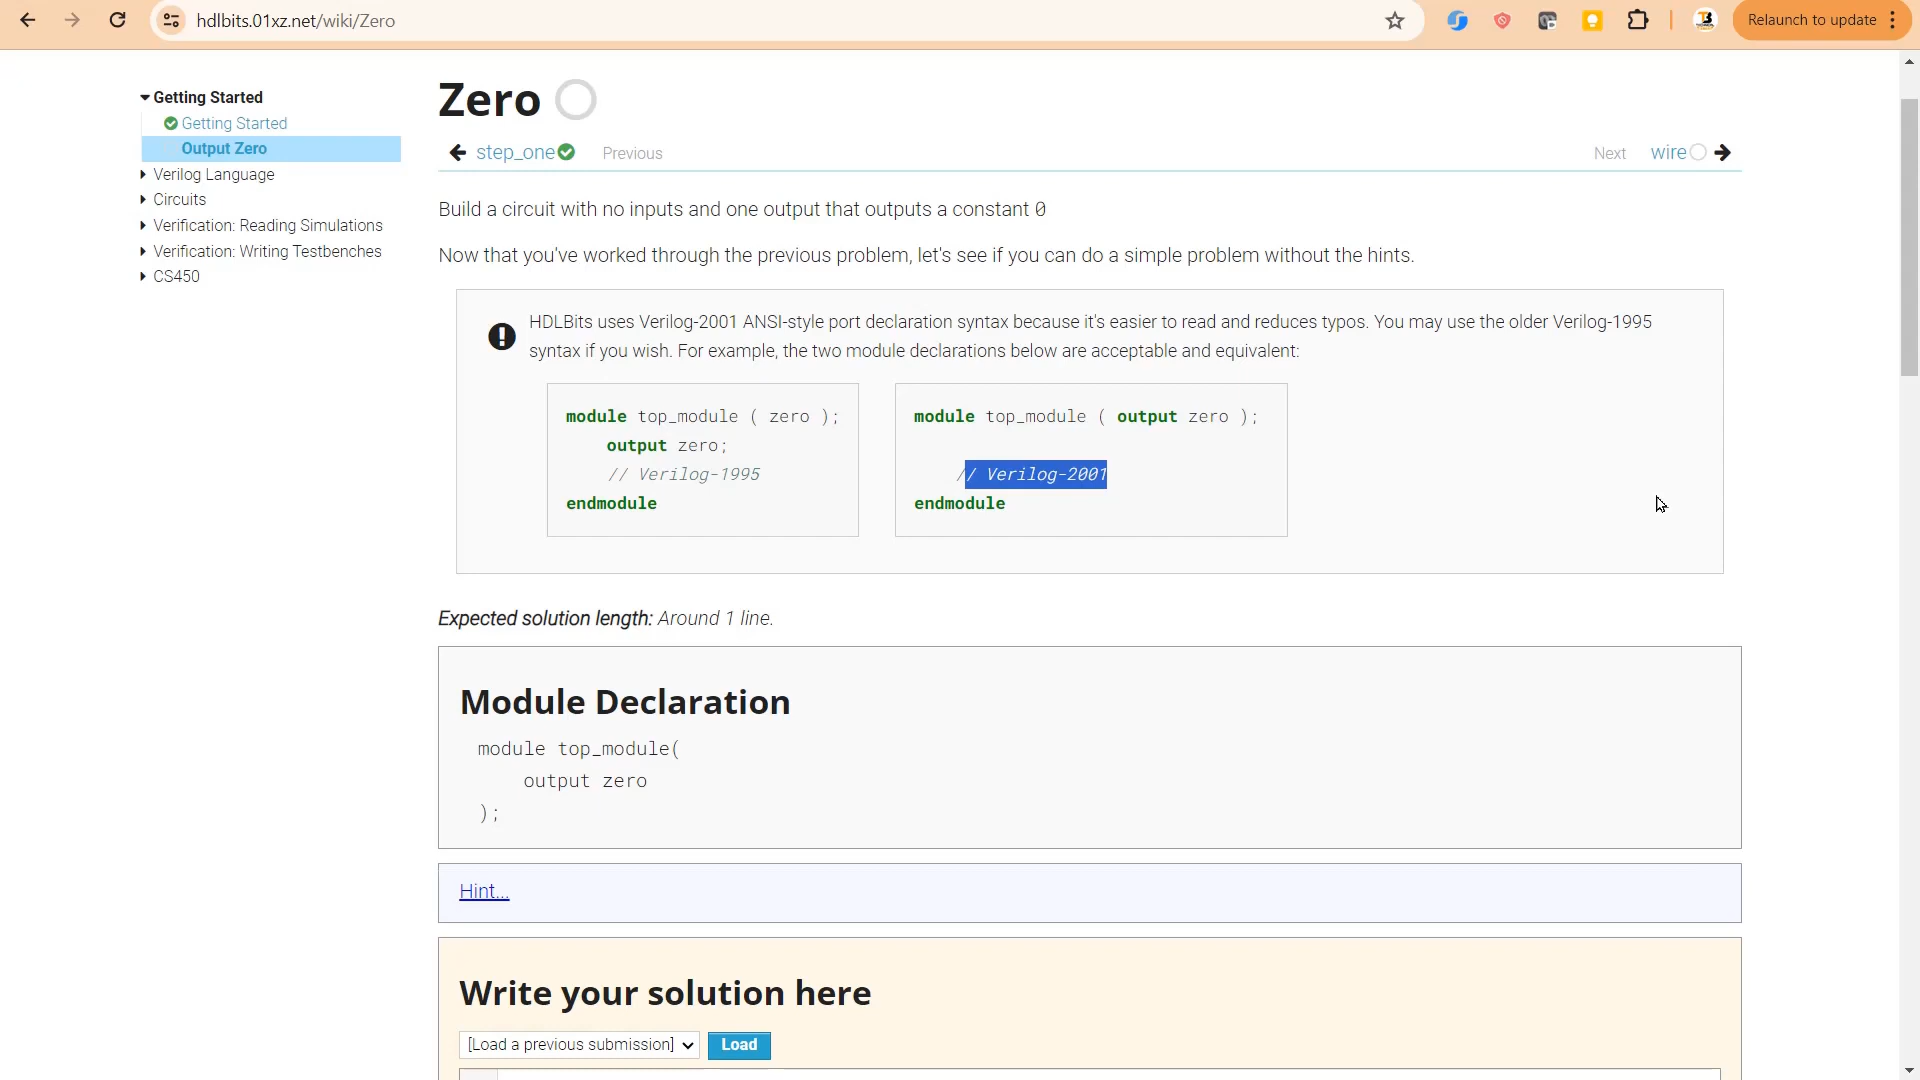 hdlbits.01xz.net/wiki/Zero
Relaunch to update
Getting Started
Getting Started
Output Zero
Verilog Language
Circuits
Verification: Reading Simulations
Verification: Writing Testbenches
CS450
Zero
step_one Previous
Next wire
Build a circuit with no inputs and one output that outputs a constant 0
Now that you've worked through the previous problem, let's see if you can do a simple problem without the hints.
HDLBits uses Verilog-2001 ANSI-style port declaration syntax because it's easier to read and reduces typos. You may use the older Verilog-1995
syntax if you wish. For example, the two module declarations below are acceptable and equivalent:
module top_module ( zero );
output zero;
// Verilog-1995
endmodule
module top_module ( output zero );
// Verilog-2001
endmodule
Expected solution length: Around 1 line.
Module Declaration
module top_module(
output zero
);
Hint...
Write your solution here
[Load a previous submission] Load